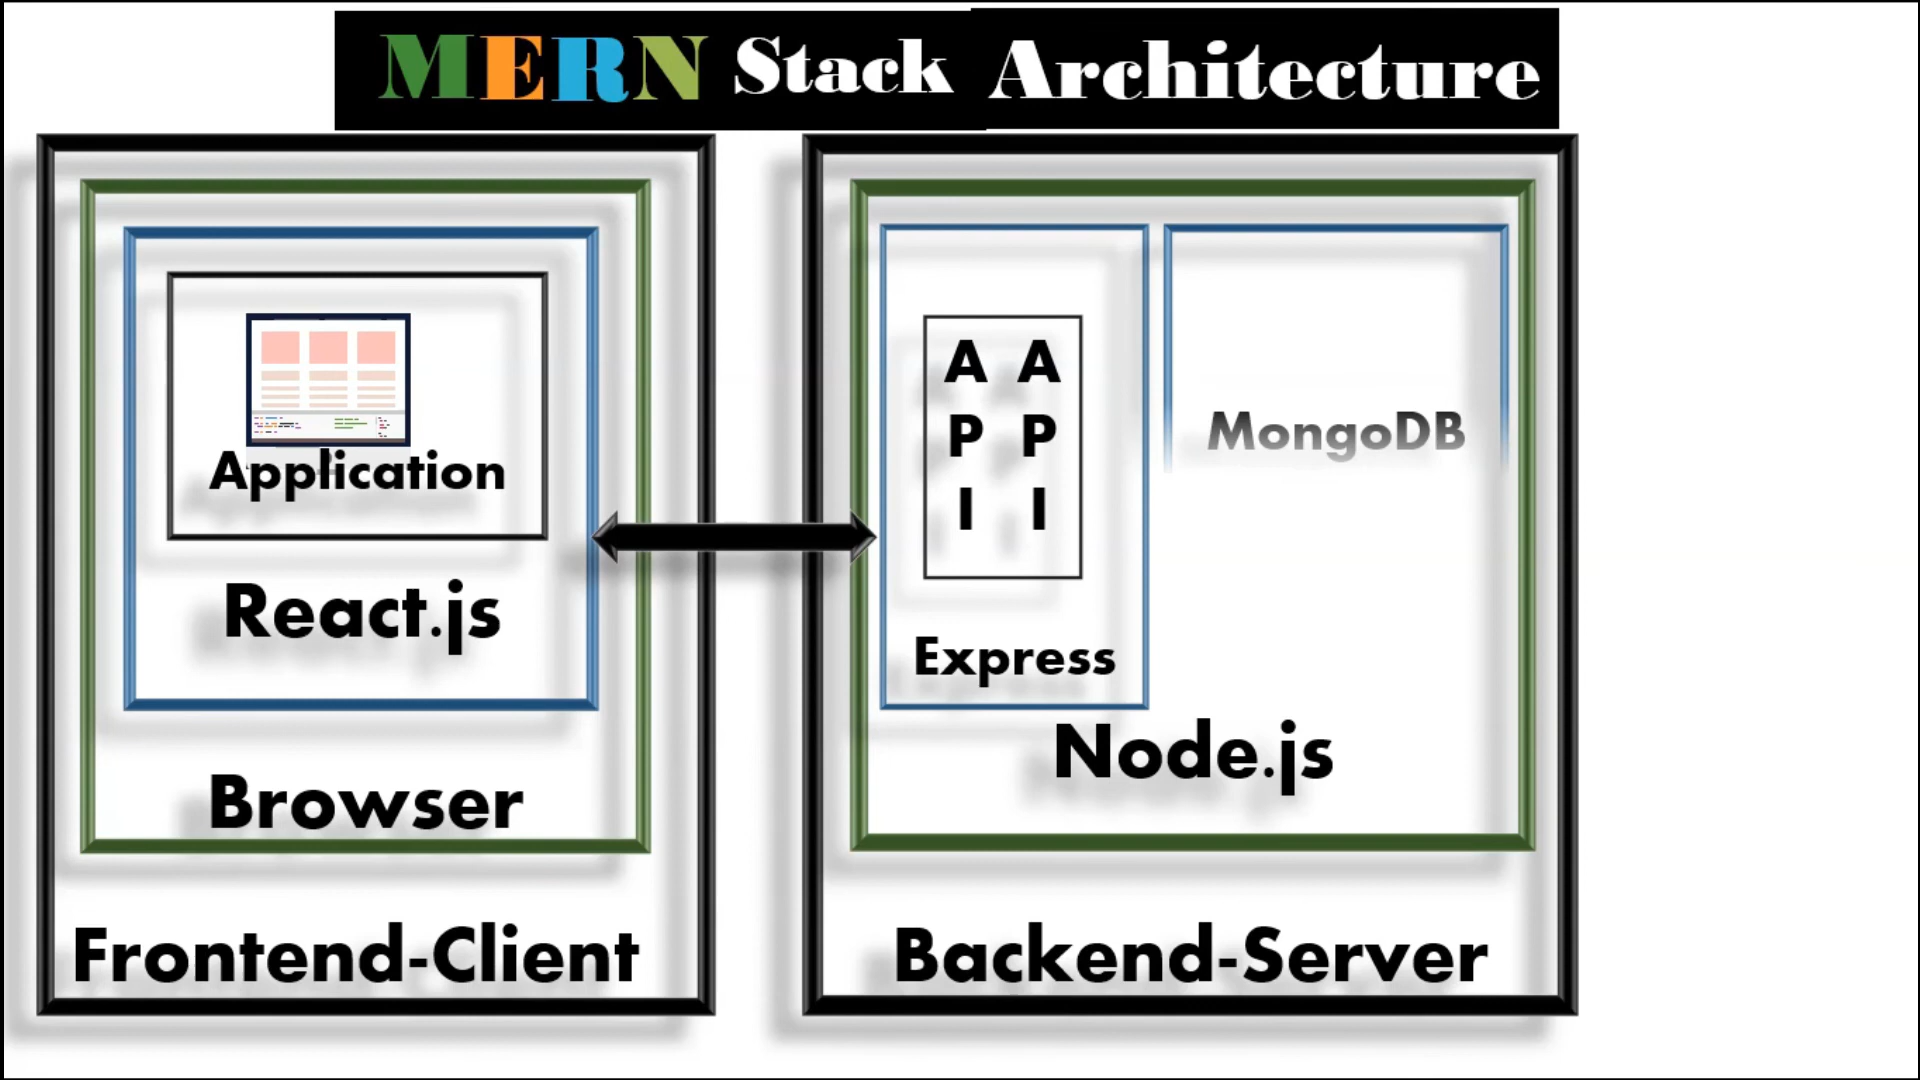 MERN Stack Architecture
Application
React.js
Browser
Frontend-Client
A A
P P
I I
Express
MongoDB
Node.js
Backend-Server